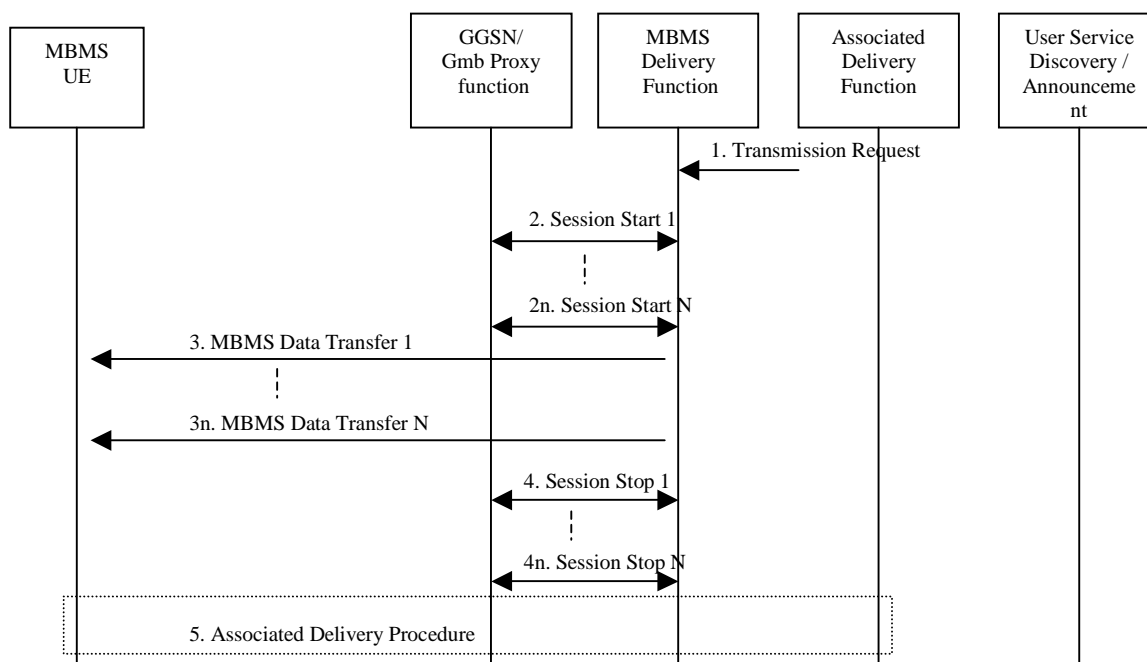 MBMS
UE
GGSN/
Gmb Proxy
function
MBMS
Delivery
Function
Associated
Delivery
Function
User Service
Discovery /
Announceme
nt
1. Transmission Request
2. Session Start 1
2n. Session Start N
3. MBMS Data Transfer 1
3n. MBMS Data Transfer N
4. Session Stop 1
4n. Session Stop N
5. Associated Delivery Procedure